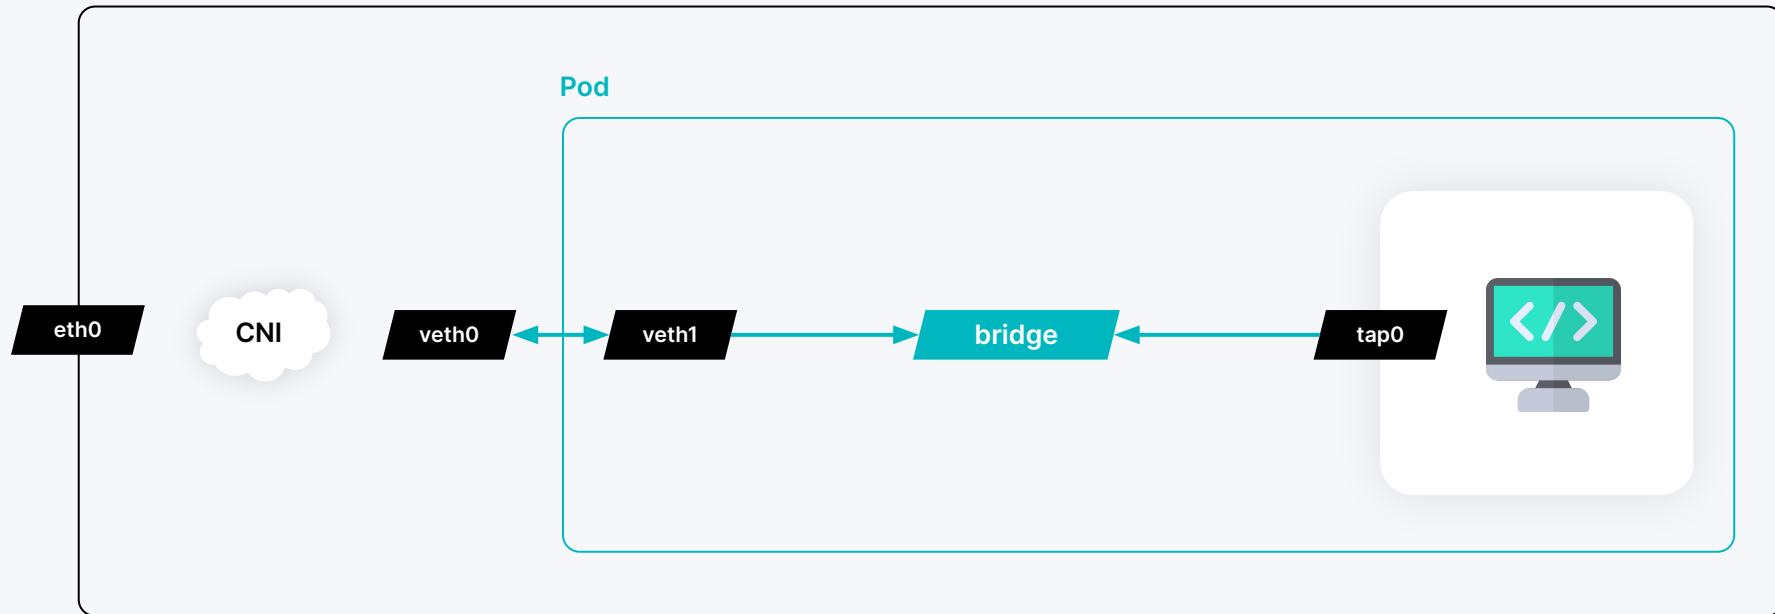 Pod
eth0
CNI
veth0
veth1
bridge
tap0
</>